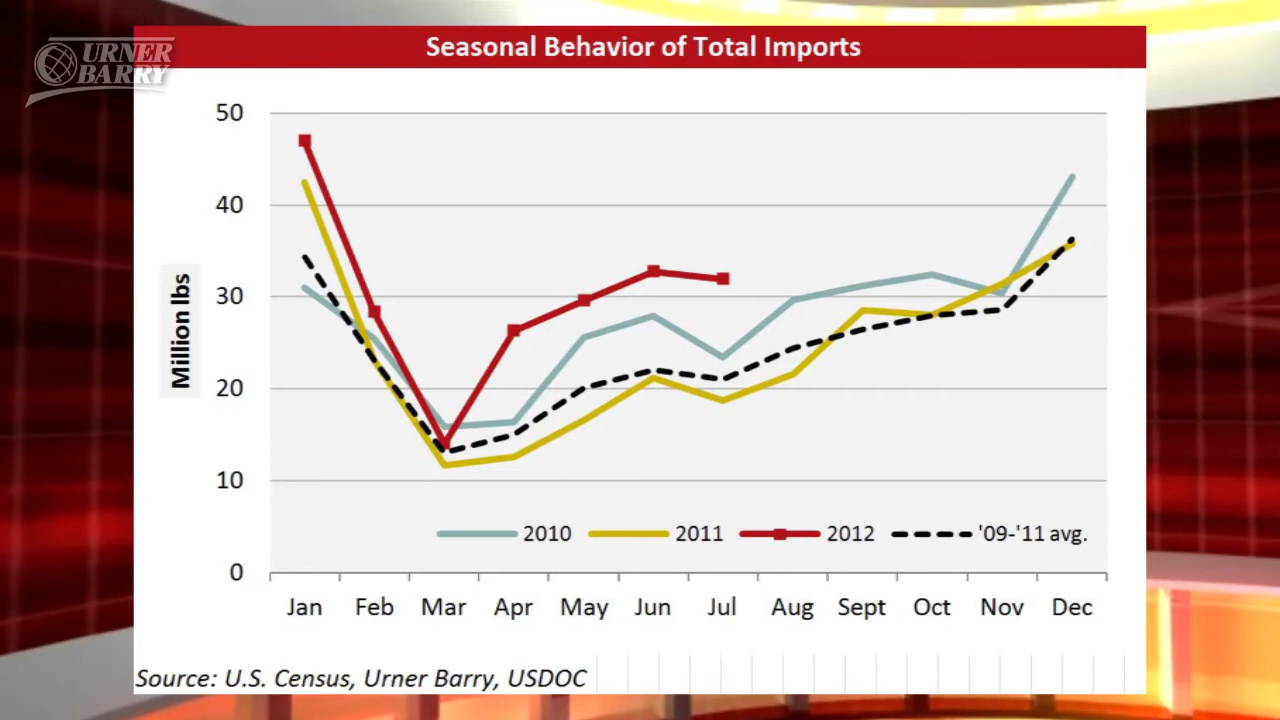 URNER
BARRY
Seasonal Behavior of Total Imports
50
40
30
20
10
0
Million lbs
2010 2011 2012 '09-'11 avg.
Jan Feb Mar Apr May Jun Jul Aug Sept Oct Nov Dec
Source: U.S. Census, Urner Barry, USDOC